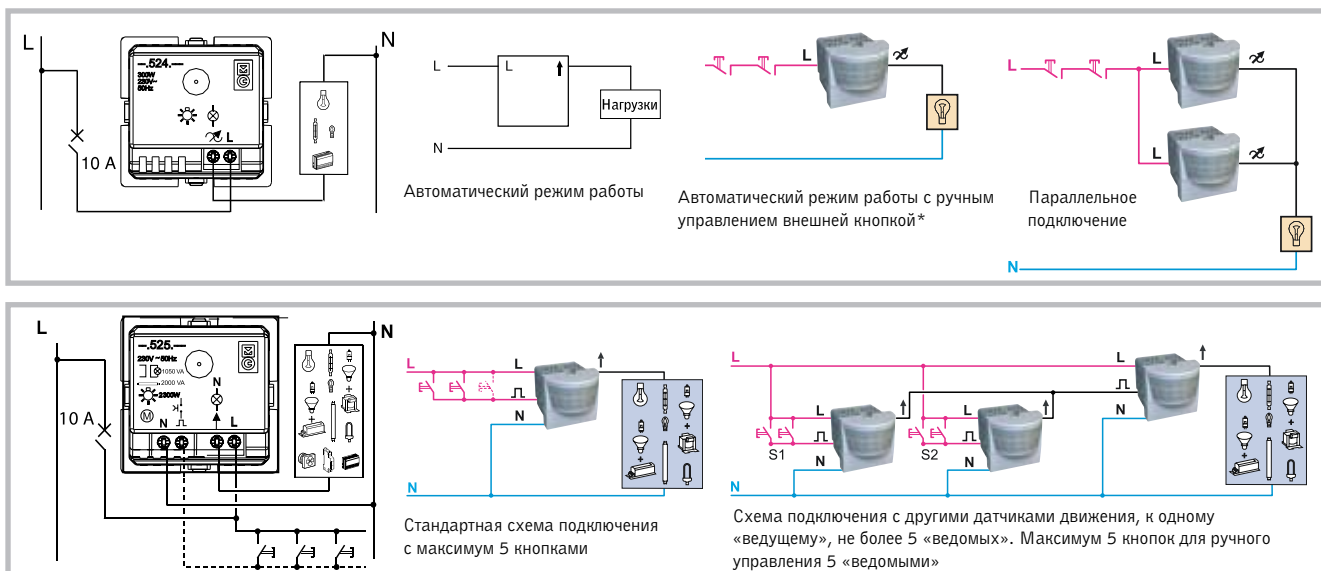 L
N
–.524.—
300W
230V~
50Hz
L
10 A
L
L
Нагрузки
N
Автоматический режим работы
L
Автоматический режим работы с ручным
управлением внешней кнопкой*
L
L
L
Параллельное
подключение
N
L
N
–.525.—
230V ~50Hz
1050 VA
2000 VA
2300W
N
M
N
L
10 A
L
L
N
N
+
+
+
Стандартная схема подключения
с максимум 5 кнопками
L
L
N
L
S1
N
L
S2
N
N
+
+
+
Схема подключения с другими датчиками движения, к одному
«ведущему», не более 5 «ведомых». Максимум 5 кнопок для ручного
управления 5 «ведомыми»